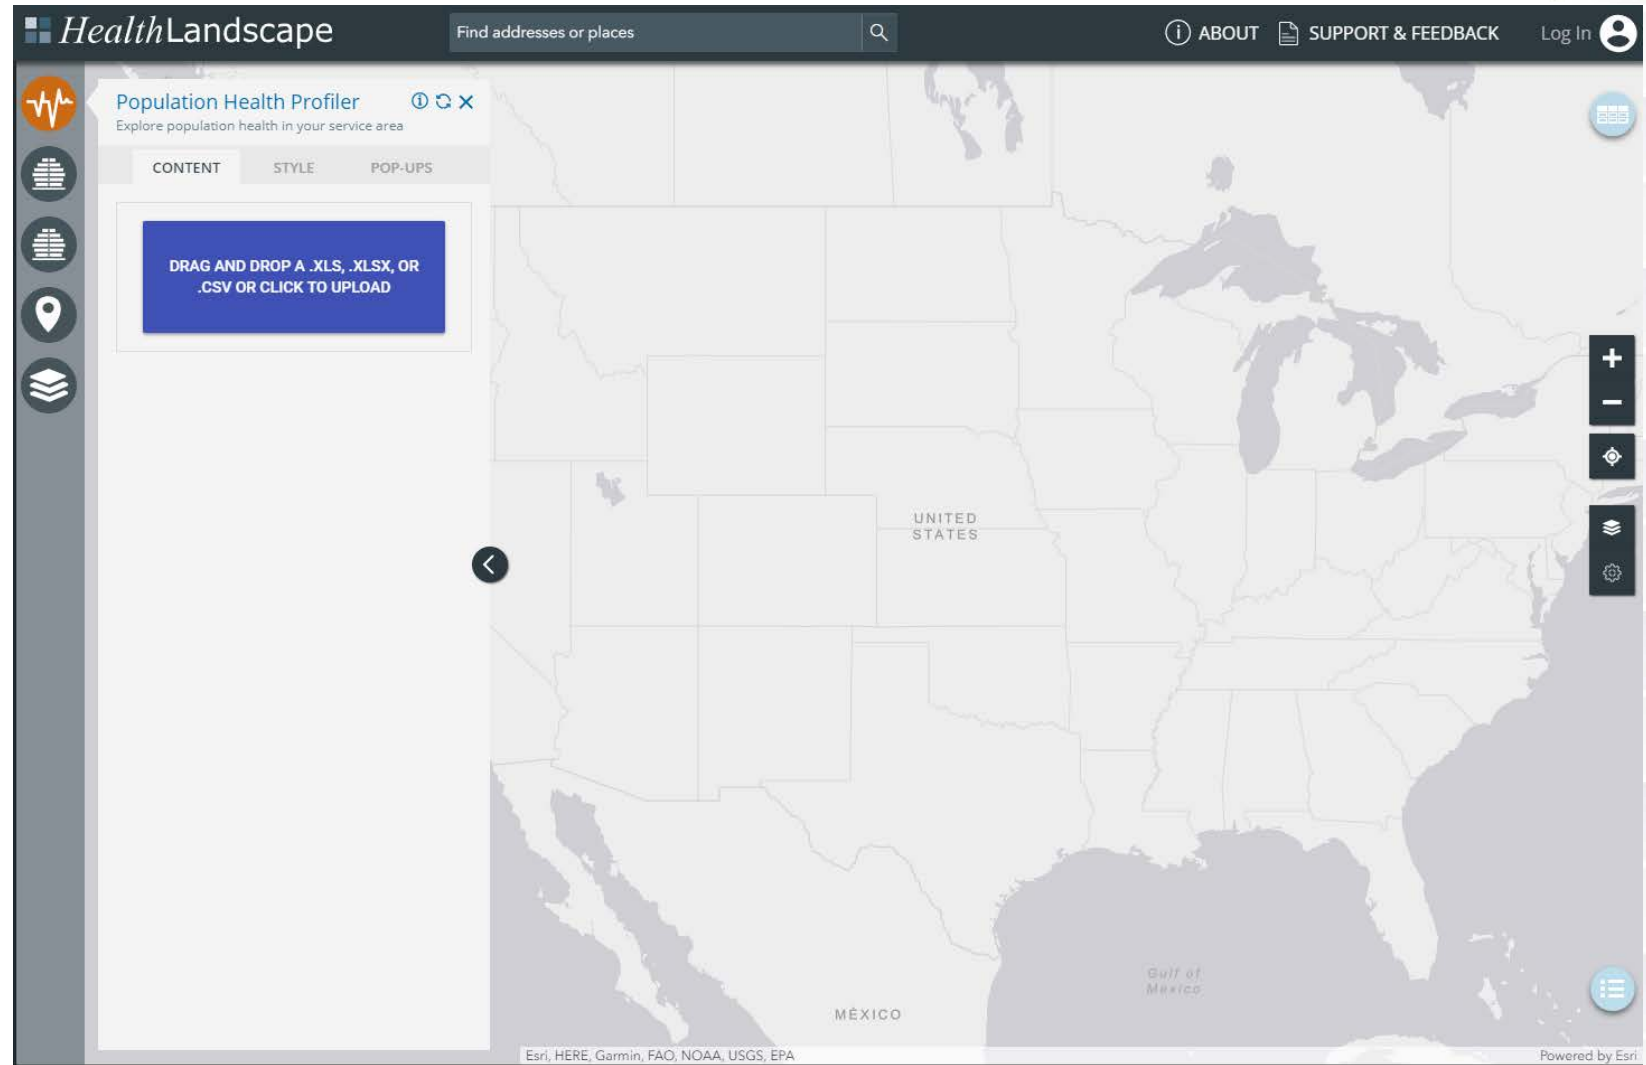 HealthLandscape
Find addresses or places
ABOUT
SUPPORT & FEEDBACK
Log In
Population Health Profiler
Explore population health in your service area
CONTENT
STYLE
POP-UPS
DRAG AND DROP A .XLS, .XLSX, OR
.CSV OR CLICK TO UPLOAD
UNITED
STATES
Gulf of
Mexico
MÉXICO
Esri, HERE, Garmin, FAO, NOAA, USGS, EPA
Powered by Esri